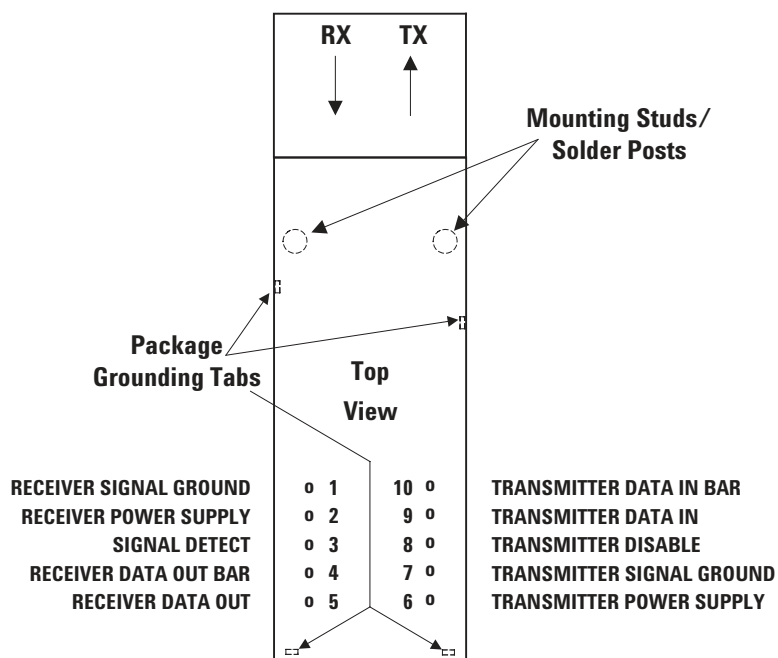 RX TX
Mounting Studs/
Solder Posts
Package
Grounding Tabs
Top
View
RECEIVER SIGNAL GROUND o 1 10 o TRANSMITTER DATA IN BAR
RECEIVER POWER SUPPLY o 2 9 o TRANSMITTER DATA IN
SIGNAL DETECT o 3 8 o TRANSMITTER DISABLE
RECEIVER DATA OUT BAR o 4 7 o TRANSMITTER SIGNAL GROUND
RECEIVER DATA OUT o 5 6 o TRANSMITTER POWER SUPPLY